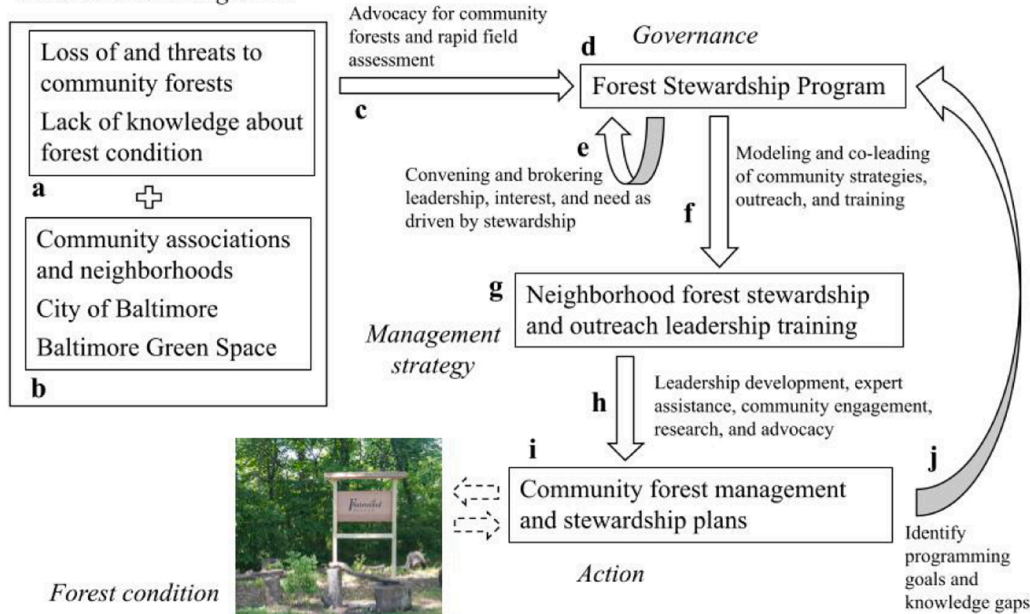 Loss of and threats to
community forests
Lack of knowledge about
forest condition
a
Community associations
and neighborhoods
City of Baltimore
Baltimore Green Space
b
Advocacy for community
forests and rapid field
assessment
c
Governance
d
Forest Stewardship Program
e
Convening and brokering
leadership, interest, and need as
driven by stewardship
f
Modeling and co-leading
of community strategies,
outreach, and training
g
Neighborhood forest stewardship
and outreach leadership training
Management
strategy
h
Leadership development, expert
assistance, community engagement,
research, and advocacy
i
Community forest management
and stewardship plans
Action
j
Identify
programming
goals and
knowledge gaps
Forest condition